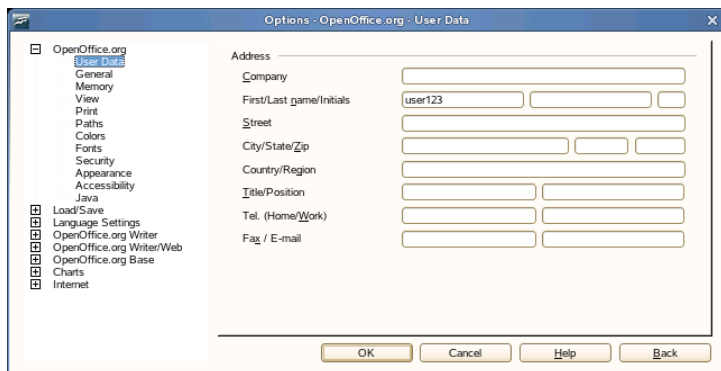 Options - OpenOffice.org - User Data
OpenOffice.org
User Data
General
Memory
View
Print
Paths
Colors
Fonts
Security
Appearance
Accessibility
Java
Load/Save
Language Settings
OpenOffice.org Writer
OpenOffice.org Writer/Web
OpenOffice.org Base
Charts
Internet
Address
Company
First/Last name/Initials user123
Street
City/State/Zip
Country/Region
Title/Position
Tel. (Home/Work)
Fax / E-mail
OK Cancel Help Back